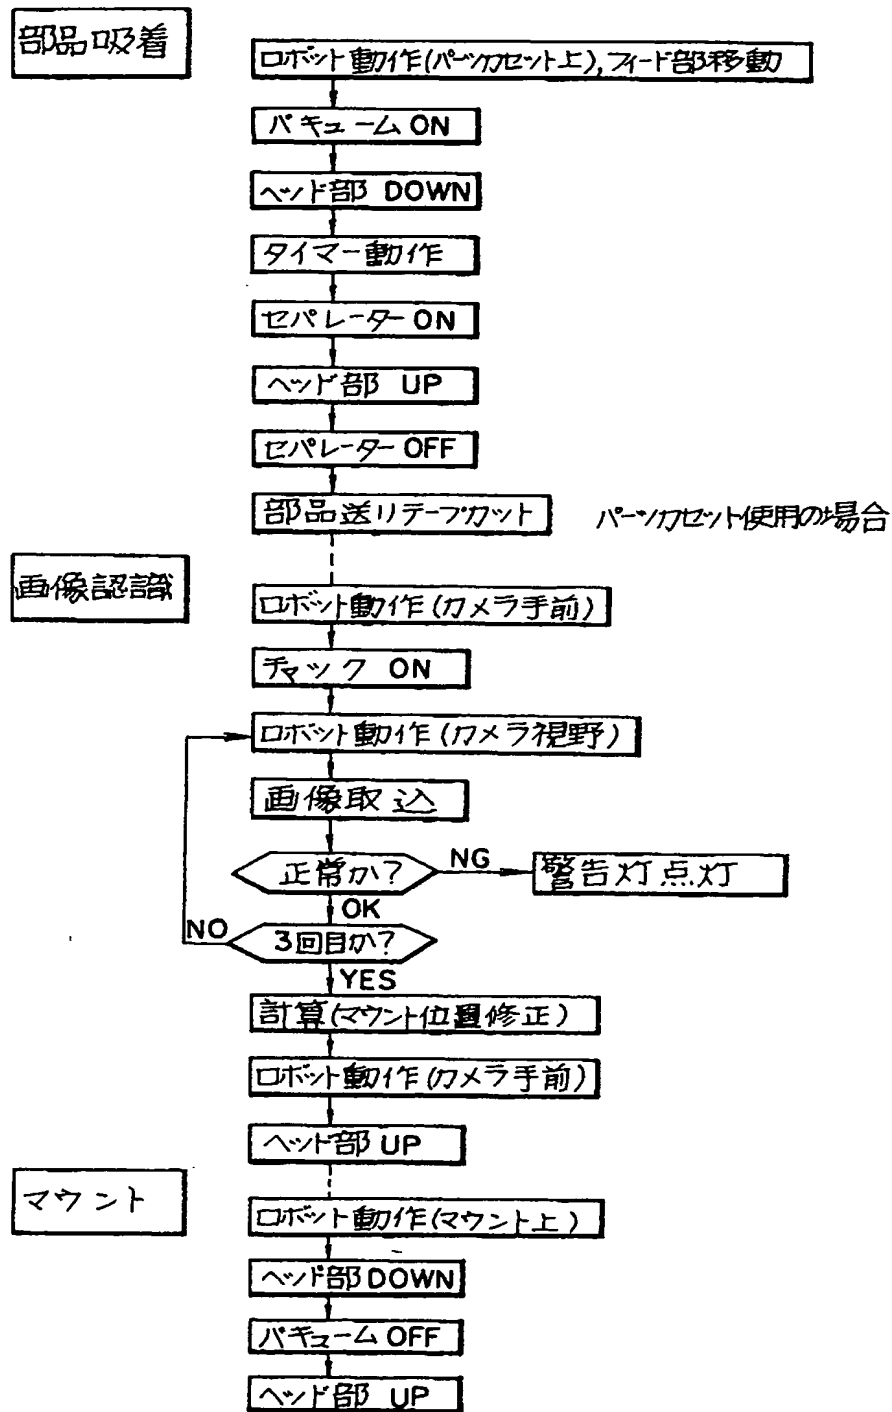 部品吸着
ロボット動作(パーツカセット上),フィード部移動
バキューム ON
ヘッド部 DOWN
タイマー動作
セパレーター ON
ヘッド部 UP
セパレーター OFF
部品送りテープカット パーツカセット使用の場合
画像認識
ロボット動作(カメラ手前)
チャック ON
ロボット動作(カメラ視野)
画像取込
正常か? NG 警告灯点灯
OK
NO 3回目か?
YES
計算(マウント位置修正)
ロボット動作(カメラ手前)
ヘッド部 UP
マウント
ロボット動作(マウント上)
ヘッド部 DOWN
バキューム OFF
ヘッド部 UP